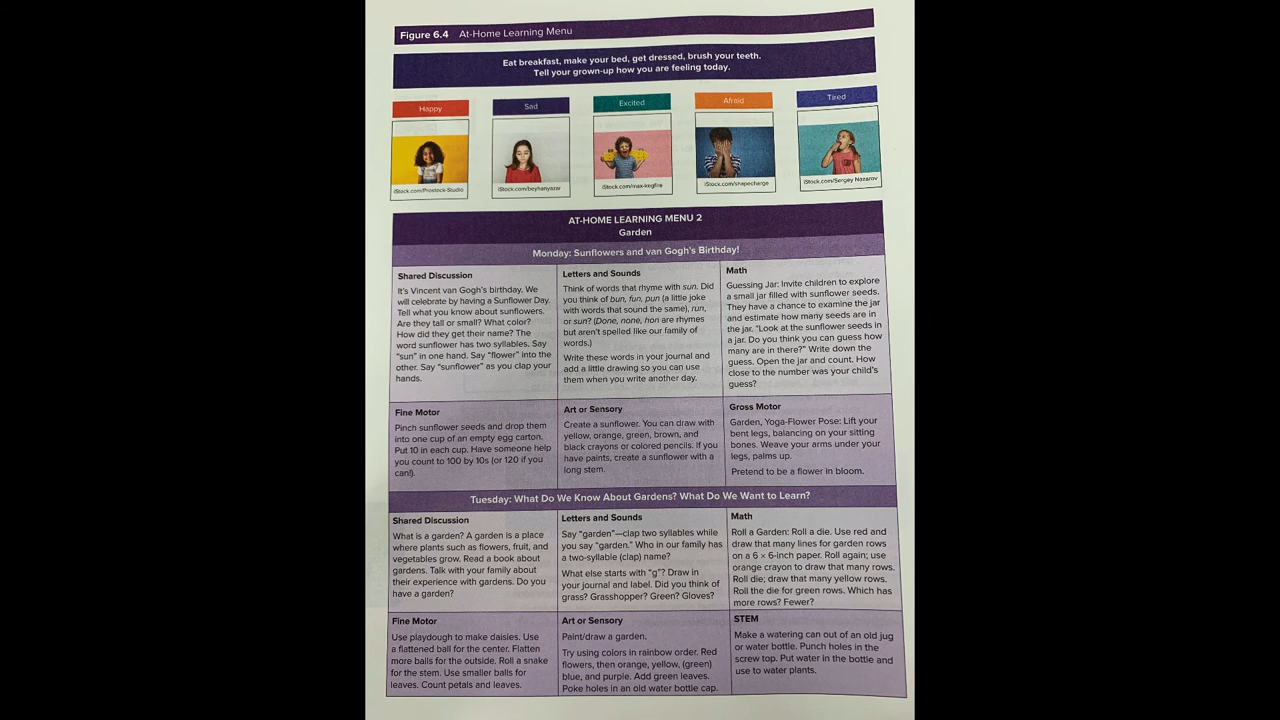 Figure 6.4 At-Home Learning Menu
Eat breakfast, make your bed, get dressed, brush your teeth.
Tell your grown-up how you are feeling today.
Happy
Sad
Excited
Afraid
Tired
iStock.com/Prostock-Studio
iStock.com/beyhanyazar
iStock.com/max-kegfire
iStock.com/shapecharge
iStock.com/Sergey Nazarov
AT-HOME LEARNING MENU 2
Garden
Monday: Sunflowers and van Gogh's Birthday!
Shared Discussion
It's Vincent van Gogh's birthday. We
will celebrate by having a Sunflower Day.
Tell what you know about sunflowers.
Are they tall or small? What color?
How did they get their name? The
word sunflower has two syllables. Say
"sun" in one hand. Say "flower" into the
other. Say "sunflower" as you clap your
hands.
Letters and Sounds
Think of words that rhyme with sun. Did
you think of bun, fun, pun (a little joke
with words that sound the same), run,
or sun? (Done, none, hon are rhymes
but aren't spelled like our family of
words.)
Write these words in your journal and
add a little drawing so you can use
them when you write another day.
Math
Guessing Jar: Invite children to explore
a small jar filled with sunflower seeds.
They have a chance to examine the jar
and estimate how many seeds are in
the jar. "Look at the sunflower seeds in
a jar. Do you think you can guess how
many are in there?" Write down the
guess. Open the jar and count. How
close to the number was your child's
guess?
Fine Motor
Pinch sunflower seeds and drop them
into one cup of an empty egg carton.
Put 10 in each cup. Have someone help
you count to 100 by 10s (or 120 if you
can!).
Art or Sensory
Create a sunflower. You can draw with
yellow, orange, green, brown, and
black crayons or colored pencils. If you
have paints, create a sunflower with a
long stem.
Gross Motor
Garden, Yoga-Flower Pose: Lift your
bent legs, balancing on your sitting
bones. Weave your arms under your
legs, palms up.
Pretend to be a flower in bloom.
Tuesday: What Do We Know About Gardens? What Do We Want to Learn?
Shared Discussion
What is a garden? A garden is a place
where plants such as flowers, fruit, and
vegetables grow. Read a book about
gardens. Talk with your family about
their experience with gardens. Do you
have a garden?
Letters and Sounds
Say "garden"—clap two syllables while
you say "garden." Who in our family has
a two-syllable (clap) name?
What else starts with "g"? Draw in
your journal and label. Did you think of
grass? Grasshopper? Green? Gloves?
Math
Roll a Garden: Roll a die. Use red and
draw that many lines for garden rows
on a 6 × 6-inch paper. Roll again; use
orange crayon to draw that many rows.
Roll die; draw that many yellow rows.
Roll the die for green rows. Which has
more rows? Fewer?
Fine Motor
Use playdough to make daisies. Use
a flattened ball for the center. Flatten
more balls for the outside. Roll a snake
for the stem. Use smaller balls for
leaves. Count petals and leaves.
Art or Sensory
Paint/draw a garden.
Try using colors in rainbow order. Red
flowers, then orange, yellow, (green)
blue, and purple. Add green leaves.
Poke holes in an old water bottle cap.
STEM
Make a watering can out of an old jug
or water bottle. Punch holes in the
screw top. Put water in the bottle and
use to water plants.